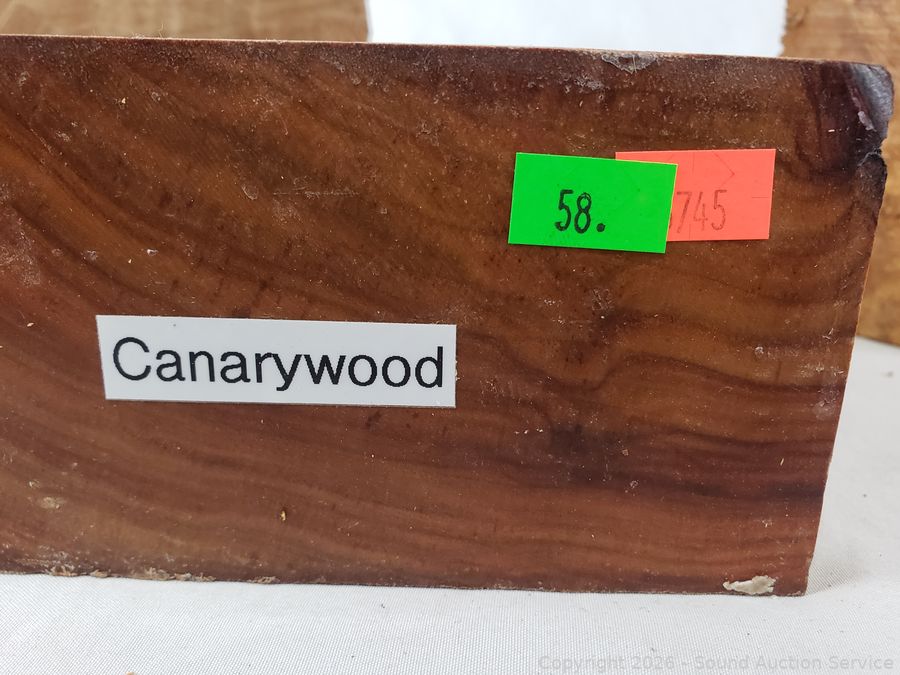 58.
745
Canarywood
Copyright 2026 - Sound Auction Service